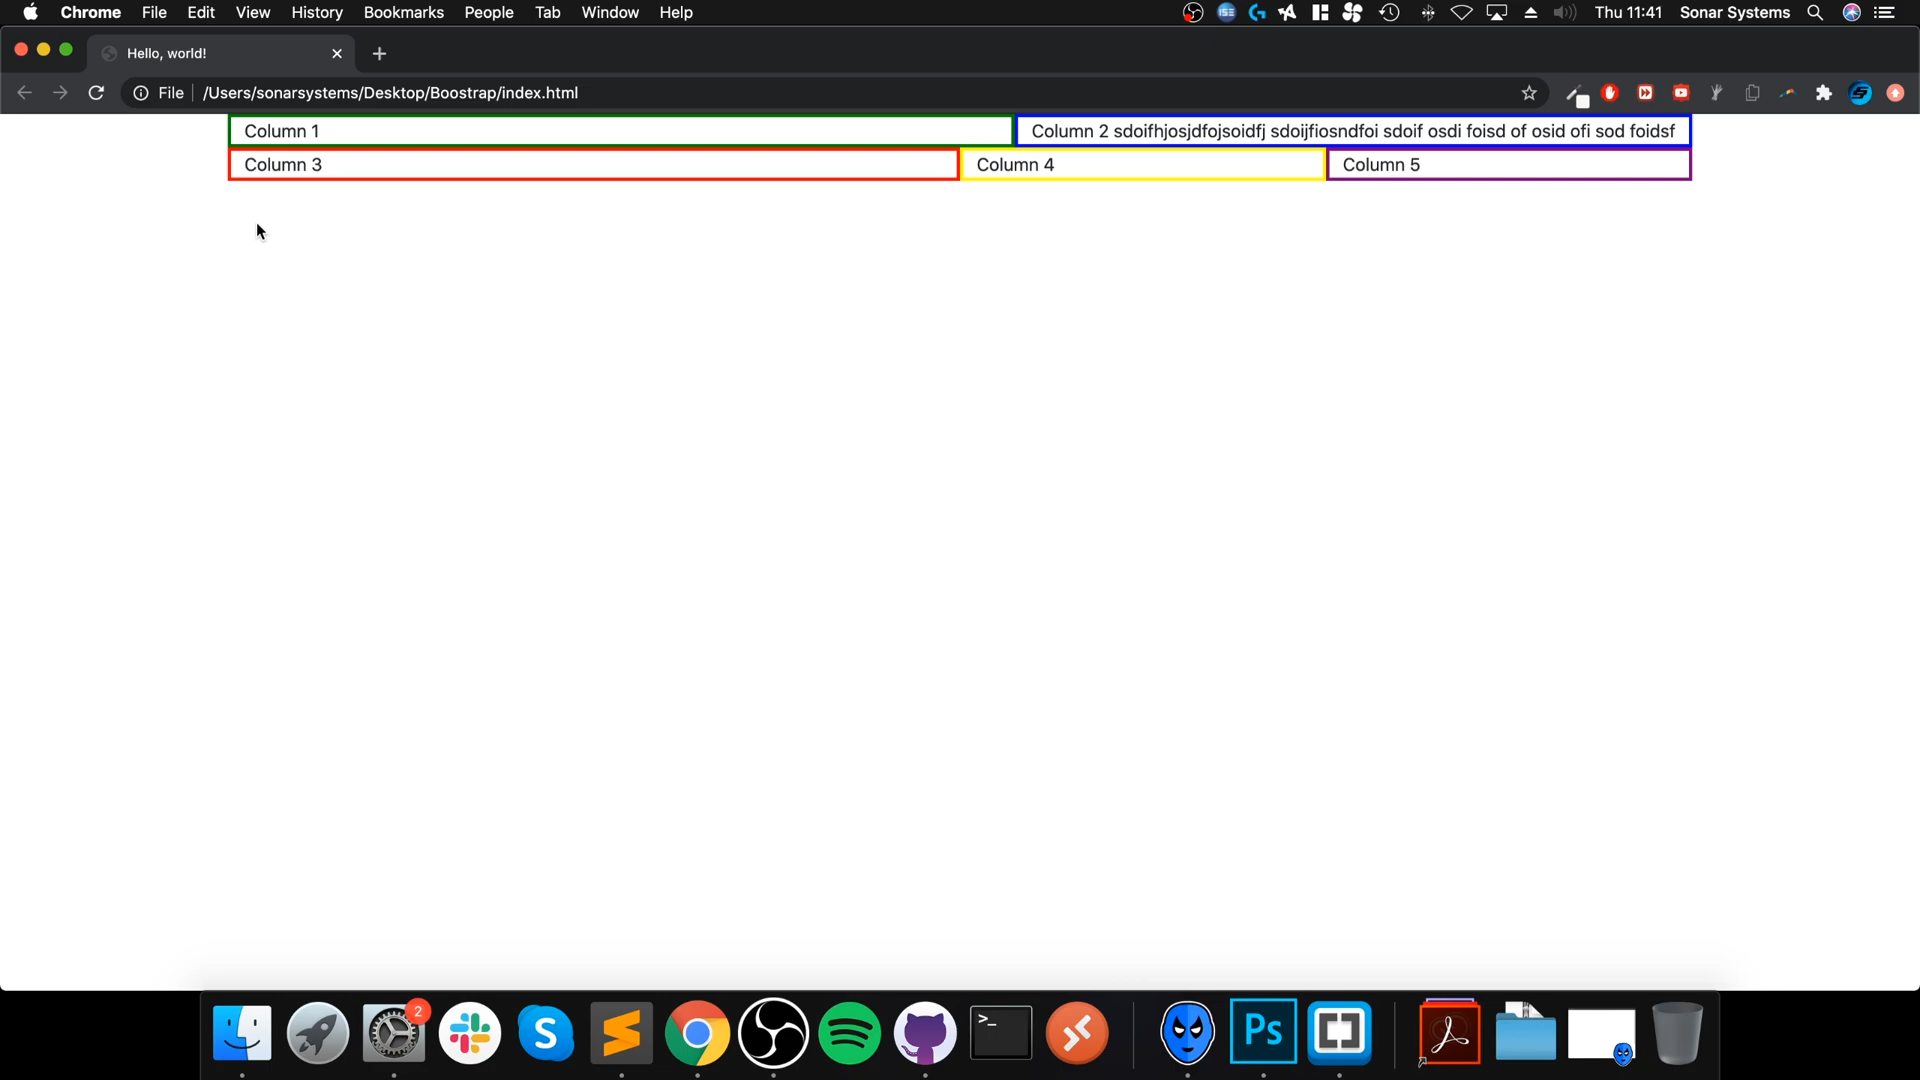 Chrome File Edit View History Bookmarks People Tab Window Help ISE Thu 11:41 Sonar Systems
Hello, world!
File /Users/sonarsystems/Desktop/Boostrap/index.html
Column 1 Column 2 sdoifhjosjdfojsoidfj sdoijfiosndfoi sdoif osdi foisd of osid ofi sod foidsf
Column 3 Column 4 Column 5
2
S >_ Ps